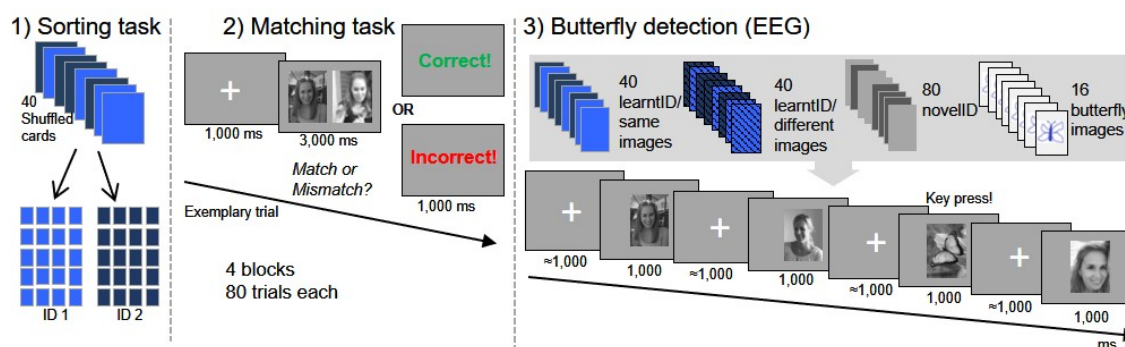 1) Sorting task
40
Shuffled
cards
ID 1
ID 2
2) Matching task
1,000 ms
3,000 ms
Match or
Mismatch?
Correct!
OR
Incorrect!
1,000 ms
Exemplary trial
4 blocks
80 trials each
3) Butterfly detection (EEG)
40
learntID/
same
images
40
learntID/
different
images
80
novelID
16
butterfly
images
Key press!
≈1,000
1,000
≈1,000
1,000
≈1,000
1,000
≈1,000
1,000
ms